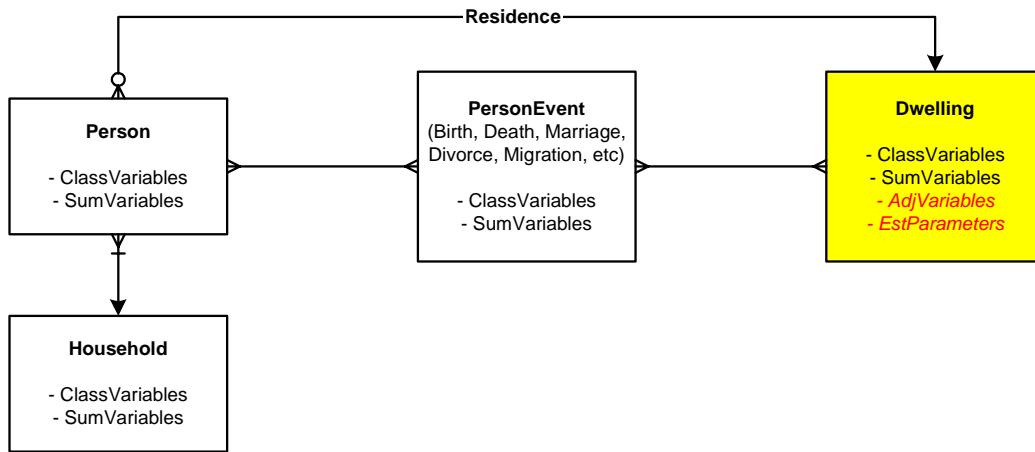 Residence
Person
- ClassVariables
- SumVariables
PersonEvent
(Birth, Death, Marriage,
Divorce, Migration, etc)
- ClassVariables
- SumVariables
Dwelling
- ClassVariables
- SumVariables
- AdjVariables
- EstParameters
Household
- ClassVariables
- SumVariables